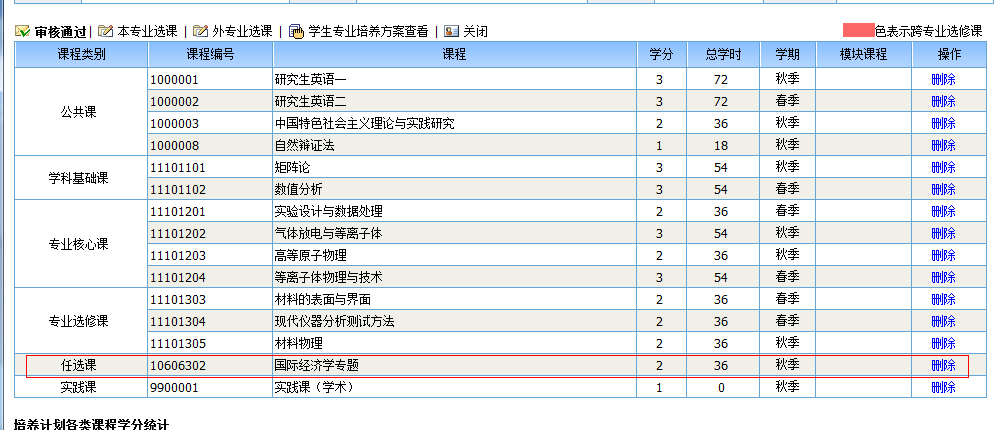 审核通过 | 本专业选课 | 外专业选课 | 学生专业培养方案查看 | 关闭 色表示跨专业选修课
课程类别 课程编号 课程 学分 总学时 学期 模块课程 操作
公共课 1000001 研究生英语一 3 72 秋季 删除
1000002 研究生英语二 3 72 春季 删除
1000003 中国特色社会主义理论与实践研究 2 36 秋季 删除
1000008 自然辩证法 1 18 秋季 删除
学科基础课 11101101 矩阵论 3 54 秋季 删除
11101102 数值分析 3 54 春季 删除
专业核心课 11101201 实验设计与数据处理 2 36 春季 删除
11101202 气体放电与等离子体 3 54 秋季 删除
11101203 高等原子物理 2 36 秋季 删除
11101204 等离子体物理与技术 3 54 春季 删除
专业选修课 11101303 材料的表面与界面 2 36 春季 删除
11101304 现代仪器分析测试方法 2 36 春季 删除
11101305 材料物理 2 36 秋季 删除
任选课 10606302 国际经济学专题 2 36 秋季 删除
实践课 9900001 实践课（学术） 1 0 秋季 删除
培养计划各类课程学分统计